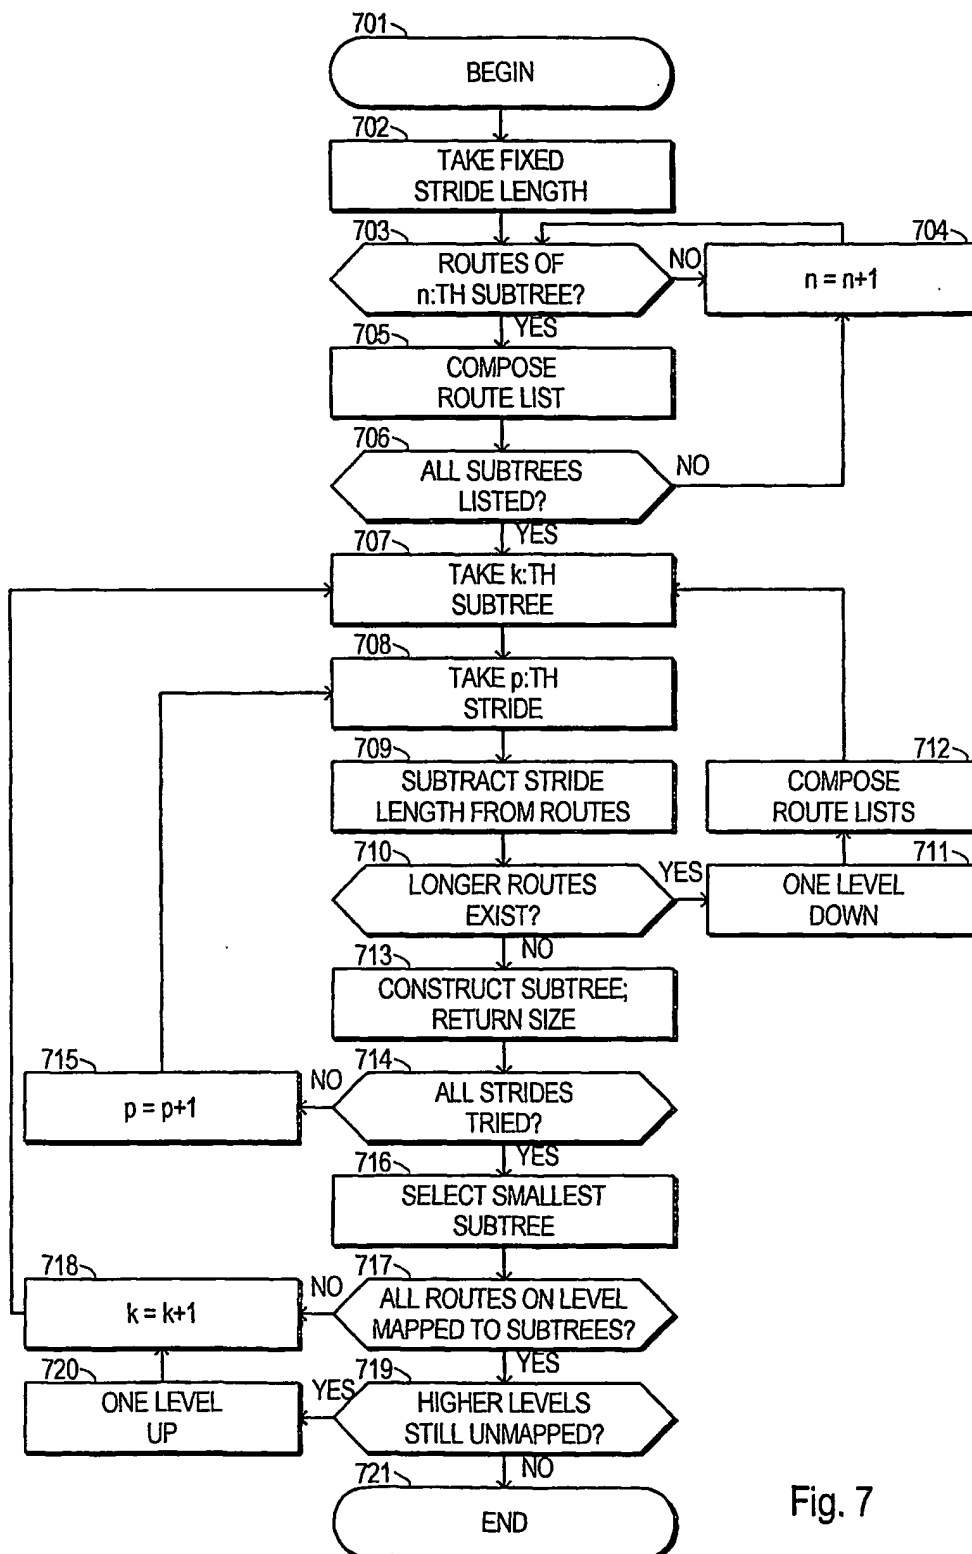 701
BEGIN
702
TAKE FIXED
STRIDE LENGTH
703
ROUTES OF
n:TH SUBTREE?
NO
704
n = n+1
YES
705
COMPOSE
ROUTE LIST
706
ALL SUBTREES
LISTED?
NO
YES
707
TAKE k:TH
SUBTREE
708
TAKE p:TH
STRIDE
709
SUBTRACT STRIDE
LENGTH FROM ROUTES
712
COMPOSE
ROUTE LISTS
710
LONGER ROUTES
EXIST?
YES
711
ONE LEVEL
DOWN
NO
713
CONSTRUCT SUBTREE;
RETURN SIZE
714
ALL STRIDES
TRIED?
NO
715
p = p+1
YES
716
SELECT SMALLEST
SUBTREE
717
ALL ROUTES ON LEVEL
MAPPED TO SUBTREES?
NO
718
k = k+1
YES
719
HIGHER LEVELS
STILL UNMAPPED?
YES
720
ONE LEVEL
UP
NO
721
END
Fig. 7